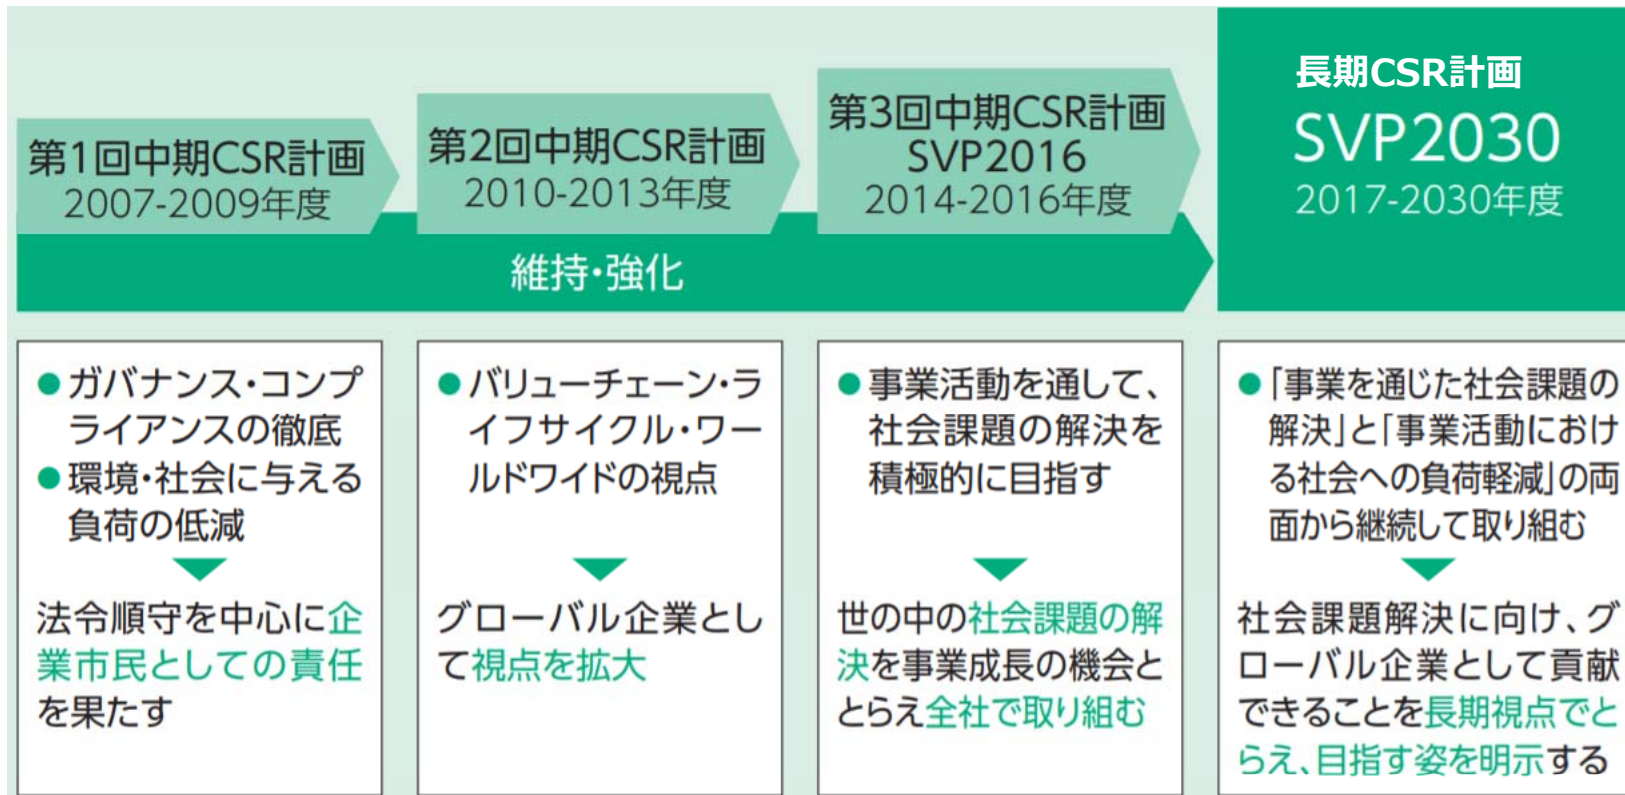 第1回中期CSR計画
2007-2009年度
第2回中期CSR計画
2010-2013年度
第3回中期CSR計画
SVP2016
2014-2016年度
長期CSR計画
SVP2030
2017-2030年度
維持・強化
●ガバナンス・コンプ
ライアンスの徹底
●環境・社会に与える
負荷の低減
法令順守を中心に企
業市民としての責任
を果たす
●バリューチェーン・ラ
イフサイクル・ワー
ルドワイドの視点
グローバル企業とし
て視点を拡大
●事業活動を通して、
社会課題の解決を
積極的に目指す
世の中の社会課題の解
決を事業成長の機会と
とらえ全社で取り組む
●「事業を通じた社会課題の
解決」と「事業活動におけ
る社会への負荷軽減」の両
面から継続して取り組む
社会課題解決に向け、グ
ローバル企業として貢献
できることを長期視点でと
らえ、目指す姿を明示する